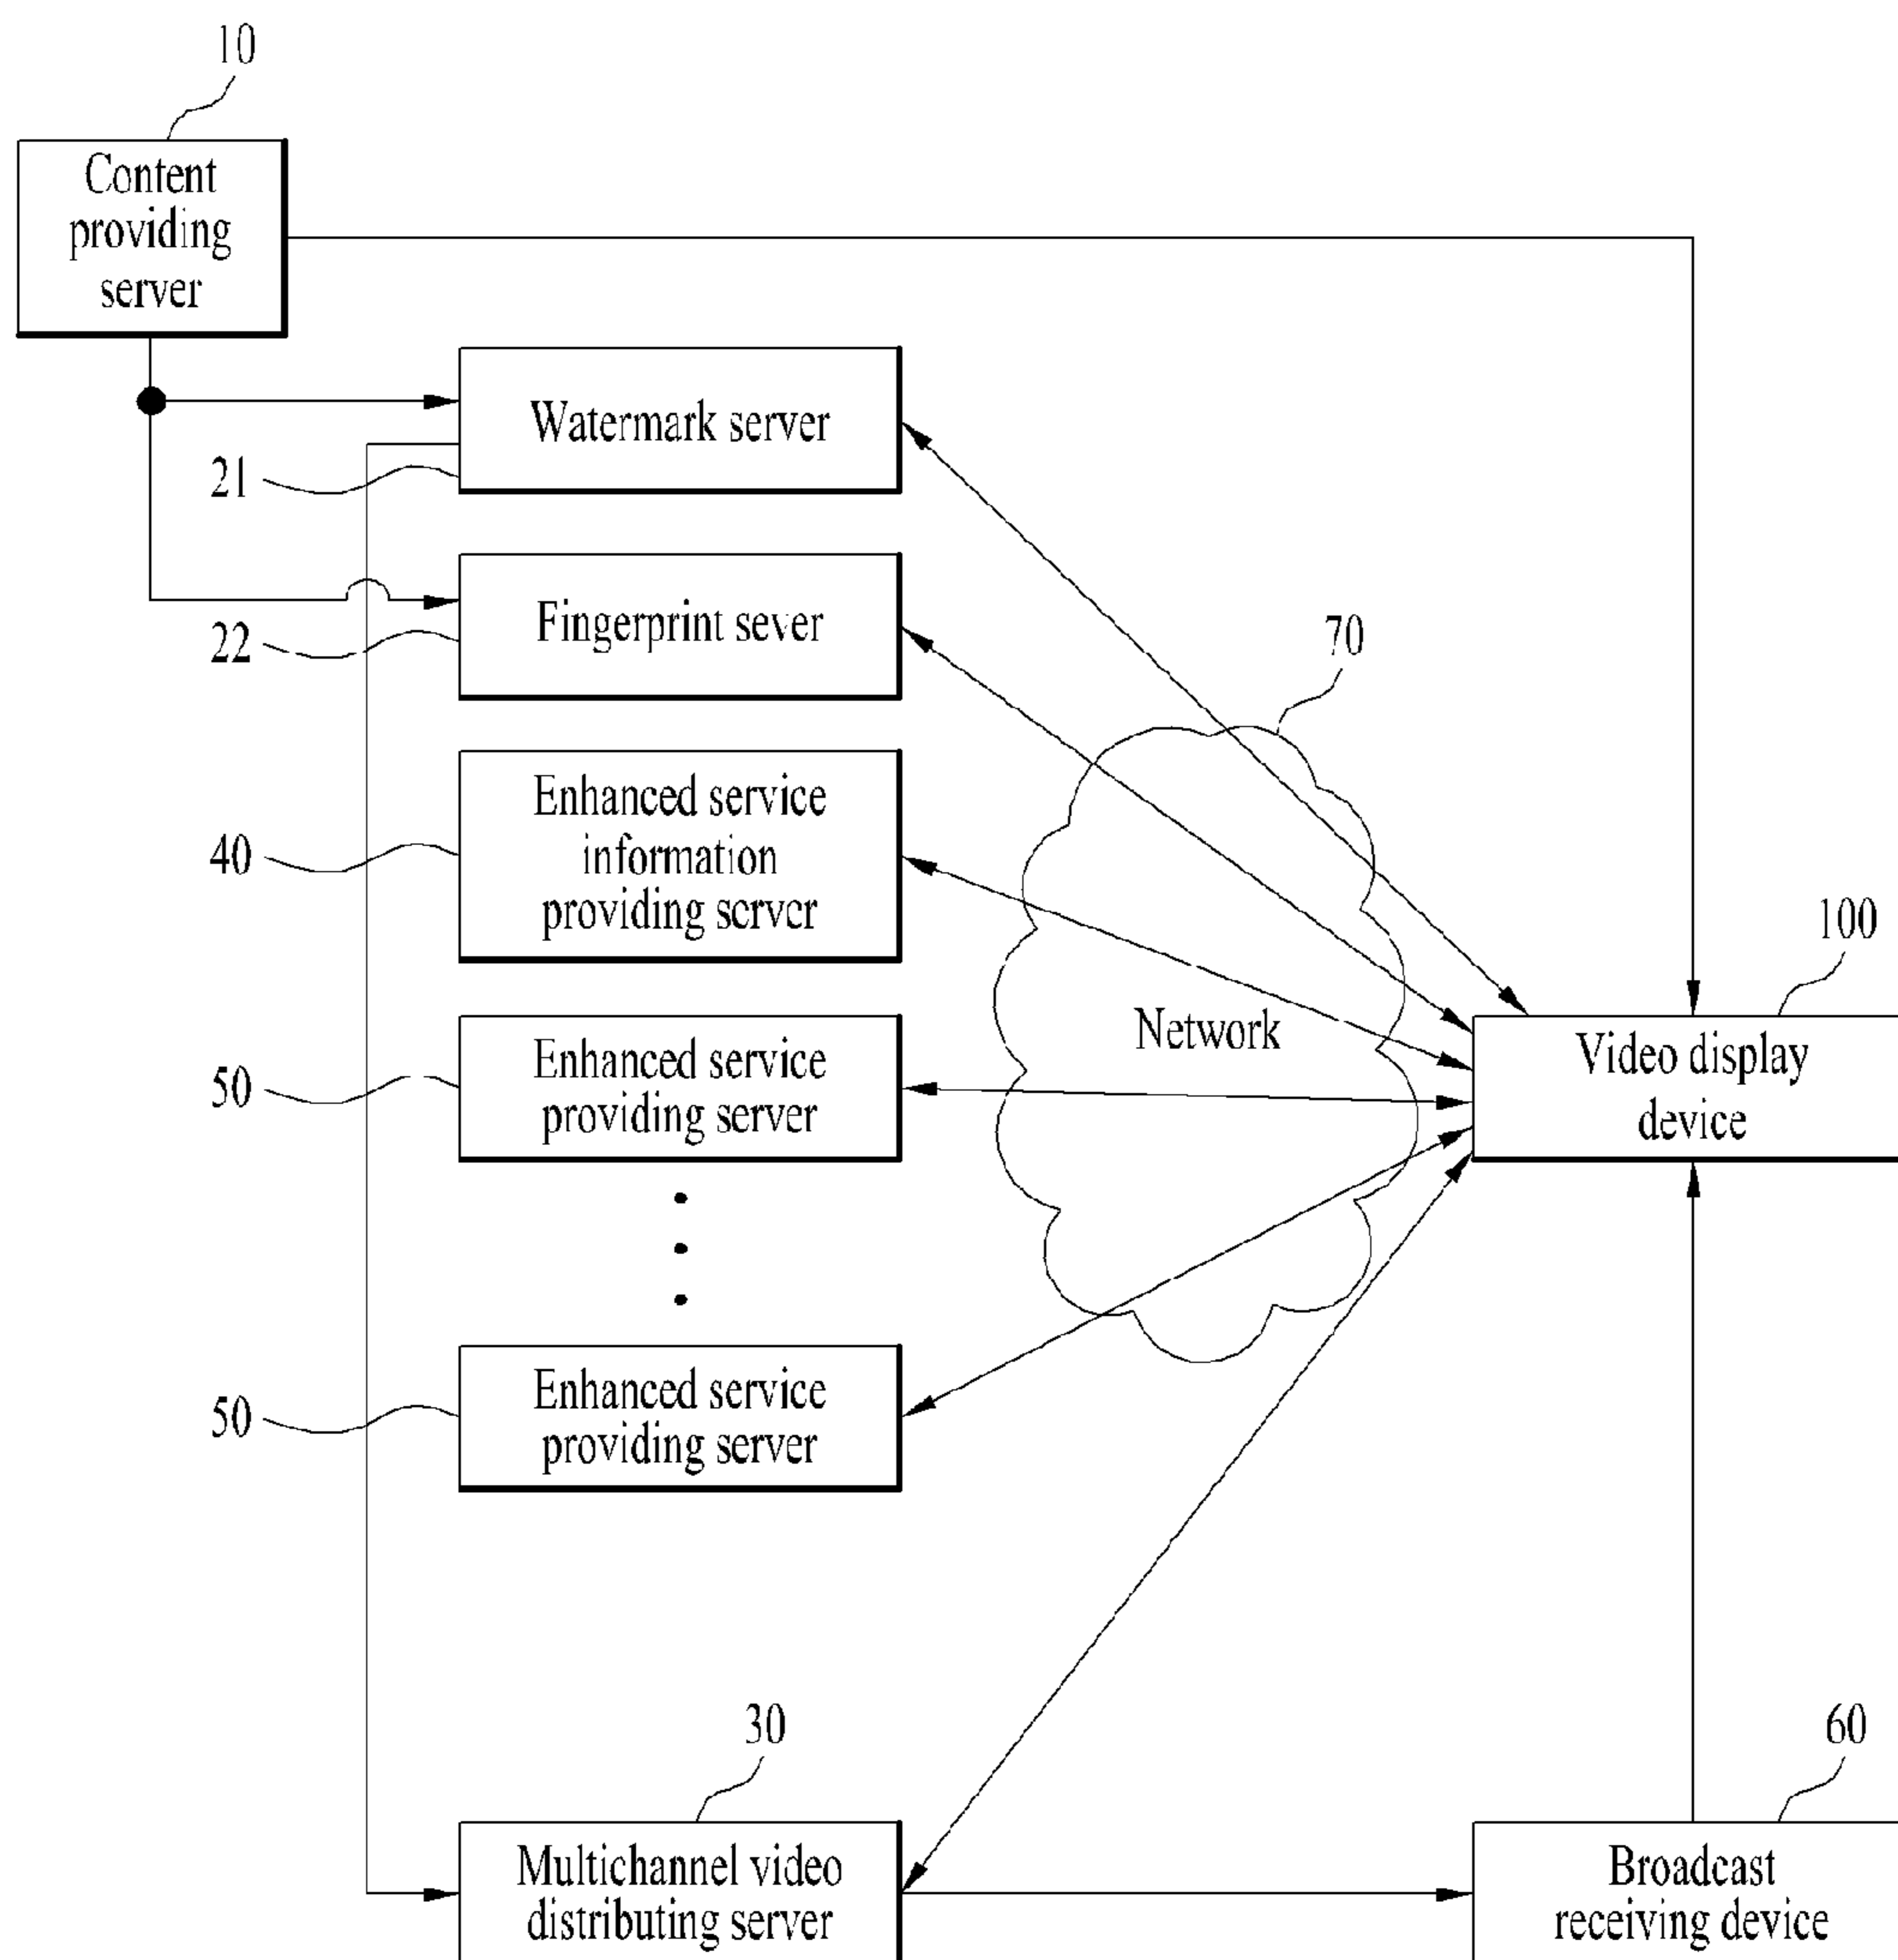 10
Content
providing
server
Watermark server
21
Fingerprint sever
22
70
Enhanced service
information
providing server
40
100
Network
Video display
device
Enhanced service
providing server
50
Enhanced service
providing server
50
30
60
Multichannel video
distributing server
Broadcast
receiving device